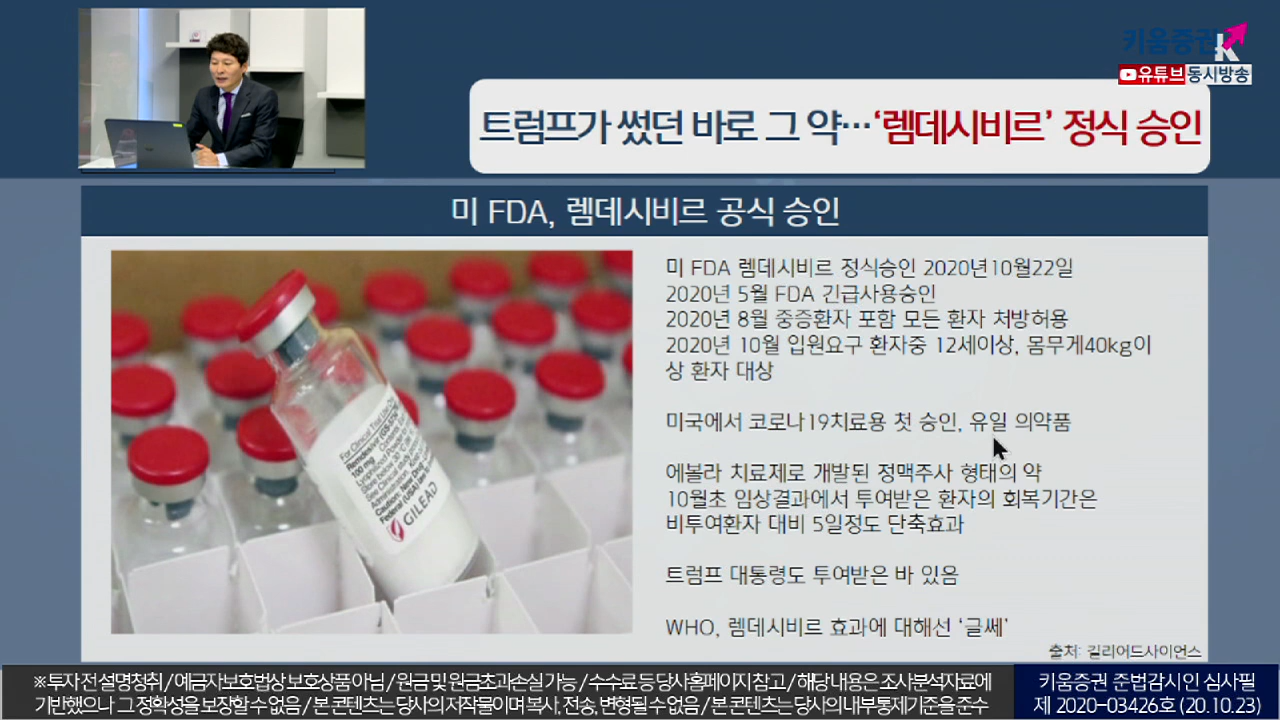 키움증권
유튜브동시방송
트럼프가 썼던 바로 그 약…‘렘데시비르’ 정식 승인
미 FDA, 렘데시비르 공식 승인
미 FDA 렘데시비르 정식승인 2020년10월22일
2020년 5월 FDA 긴급사용승인
2020년 8월 중증환자 포함 모든 환자 처방허용
2020년 10월 입원요구 환자중 12세이상, 몸무게40kg이
상 환자 대상
미국에서 코로나19치료용 첫 승인, 유일 의약품
에볼라 치료제로 개발된 정맥주사 형태의 약
10월초 임상결과에서 투여받은 환자의 회복기간은
비투여환자 대비 5일정도 단축효과
트럼프 대통령도 투여받은 바 있음
WHO, 렘데시비르 효과에 대해선 ‘글쎄’
출처: 길리어드사이언스
100 mg
GILEAD
※ 투자 전 설명청취 / 예금자보호법상 보호상품 아님 / 원금 및 원금초과손실 가능 / 수수료 등 당사홈페이지 참고 / 해당 내용은 조사분석자료에
기반했으나 그 정확성을 보장할 수 없음 / 본 콘텐츠는 당사의 저작물이며 복사, 전송, 변형될 수 없음 / 본 콘텐츠는 당사의 내부통제기준을 준수
키움증권 준법감시인 심사필
제 2020-03426호 (20.10.23)